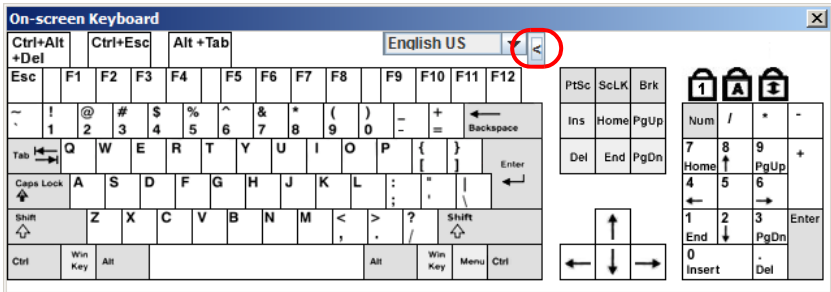 On-screen Keyboard X
Ctrl+Alt +Del Ctrl+Esc Alt +Tab English US <
Esc F1 F2 F3 F4 F5 F6 F7 F8 F9 F10 F11 F12 PtSc ScLK Brk 1 A
~ ` ! 1 @ 2 # 3 $ 4 % 5 ^ 6 & 7 * 8 ( 9 ) 0 _ - + = Backspace Ins Home PgUp Num / * -
Tab Q W E R T Y U I O P { [ } ] Enter Del End PgDn 7 Home 8 9 PgUp +
Caps Lock A S D F G H J K L : ; " ' | \ 4 5 6
Shift Z X C V B N M < , > . ? / Shift 1 End 2 3 PgDn Enter
Ctrl Win Key Alt Alt Win Key Menu Ctrl 0 Insert . Del